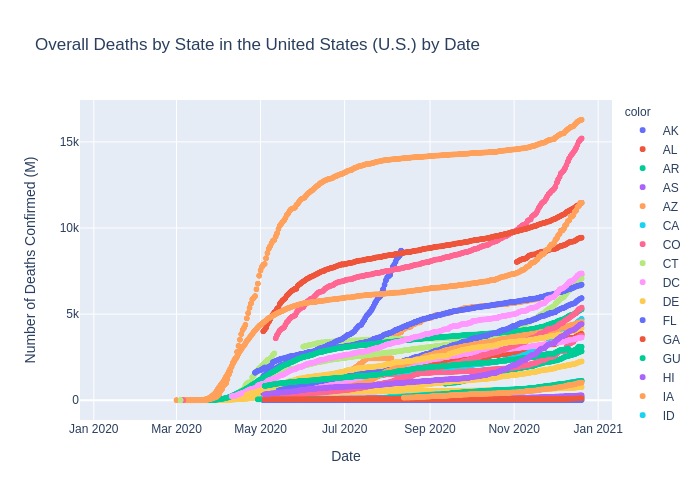 Overall Deaths by State in the United States (U.S.) by Date
color
AK
AL
AR
AS
AZ
CA
CO
CT
DC
DE
FL
GA
GU
HI
IA
ID
Number of Deaths Confirmed (M)
15k
10k
5k
0
Jan 2020
Mar 2020
May 2020
Jul 2020
Sep 2020
Nov 2020
Jan 2021
Date